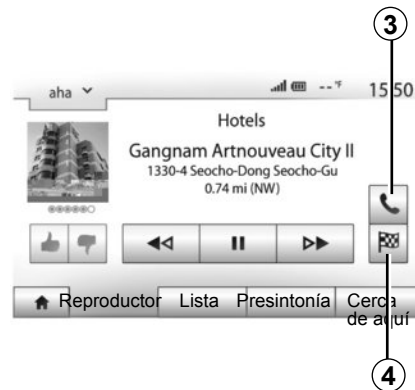 3
aha
--°F
15:50
Hotels
Gangnam Artnouveau City II
1330-4 Seocho-Dong Seocho-Gu
0.74 mi (NW)
Reproductor
Lista
Presintonía
Cerca
de aquí
4